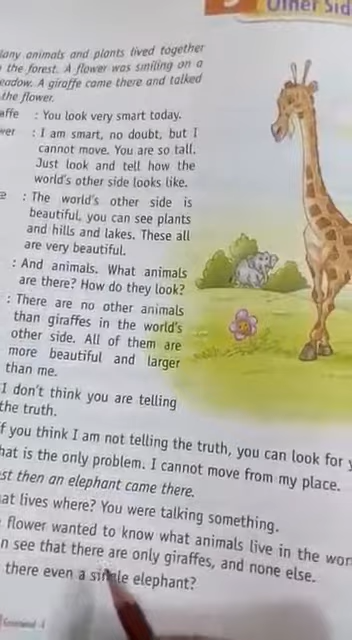 Other Sid
any animals and plants lived together
the forest. A flower was smiling on a
eadow. A giraffe came there and talked
the flower.
affe : You look very smart today.
wer : I am smart, no doubt, but I
cannot move. You are so tall.
Just look and tell how the
world's other side looks like.
e : The world's other side is
beautiful, you can see plants
and hills and lakes. These all
are very beautiful.
: And animals. What animals
are there? How do they look?
: There are no other animals
than giraffes in the world's
other side. All of them are
more beautiful and larger
than me.
I don't think you are telling
the truth.
f you think I am not telling the truth, you can look for y
hat is the only problem. I cannot move from my place.
st then an elephant came there.
at lives where? You were talking something.
flower wanted to know what animals live in the wor
n see that there are only giraffes, and none else.
there even a single elephant?